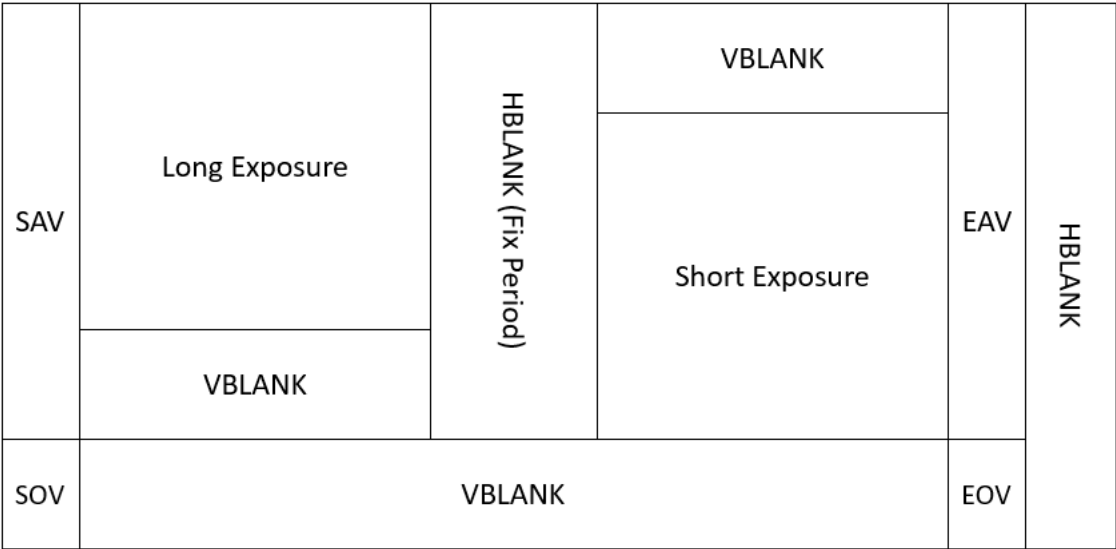 VBLANK
HBLANK (Fix Period)
Long Exposure
SAV
EAV
HBLANK
Short Exposure
VBLANK
SOV
VBLANK
EOV